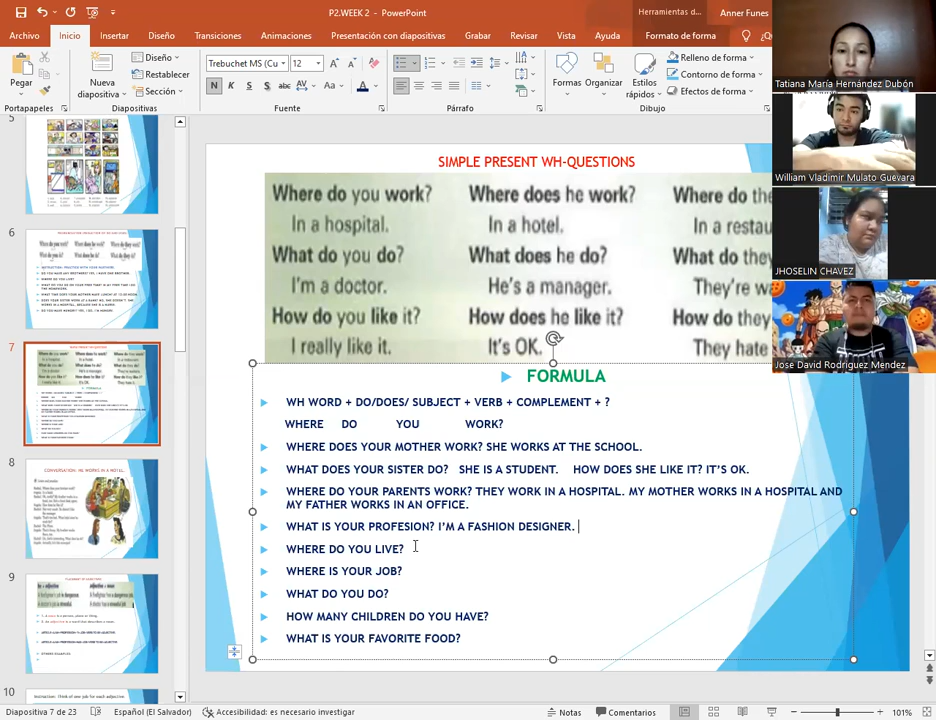 P2.WEEK 2 - PowerPoint
Herramientas d...
Anner Funes
Archivo Inicio Insertar Diseño Transiciones Animaciones Presentación con diapositivas Grabar Revisar Vista Ayuda Formato de forma
Pegar
Nueva diapositiva
Diseño
Restablecer
Sección
Trebuchet MS (Cu 12
N K S S abc AV Aa A
Formas
Organizar
Estilos rápidos
Relleno de forma
Contorno de forma
Efectos de forma
Portapapeles Diapositivas Fuente Párrafo Dibujo
Tatiana María Hernández Dubón
William Vladimir Mulato Guevara
JHOSELIN CHAVEZ
Jose David Rodriguez Mendez
5
6
7
8
CONVERSATION: HE WORKS IN A HOTEL.
9
10
SIMPLE PRESENT WH-QUESTIONS
Where do you work? Where does he work? Where do the
In a hospital. In a hotel. In a restau
What do you do? What does he do? What do they
I'm a doctor. He's a manager. They're w
How do you like it? How does he like it? How do they
I really like it. It's OK. They hate
FORMULA
WH WORD + DO/DOES/ SUBJECT + VERB + COMPLEMENT + ?
WHERE DO YOU WORK?
WHERE DOES YOUR MOTHER WORK? SHE WORKS AT THE SCHOOL.
WHAT DOES YOUR SISTER DO? SHE IS A STUDENT. HOW DOES SHE LIKE IT? IT'S OK.
WHERE DO YOUR PARENTS WORK? THEY WORK IN A HOSPITAL. MY MOTHER WORKS IN A HOSPITAL AND
MY FATHER WORKS IN AN OFFICE.
WHAT IS YOUR PROFESION? I'M A FASHION DESIGNER.
WHERE DO YOU LIVE?
WHERE IS YOUR JOB?
WHAT DO YOU DO?
HOW MANY CHILDREN DO YOU HAVE?
WHAT IS YOUR FAVORITE FOOD?
Diapositiva 7 de 23 Español (El Salvador) Accesibilidad: es necesario investigar Notas Comentarios 101%